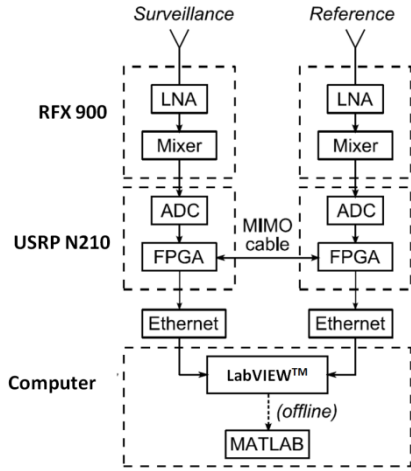 Surveillance Reference
RFX 900
LNA LNA
Mixer Mixer
USRP N210
ADC ADC
MIMO
cable
FPGA FPGA
Ethernet Ethernet
Computer
LabVIEW™
(offline)
MATLAB